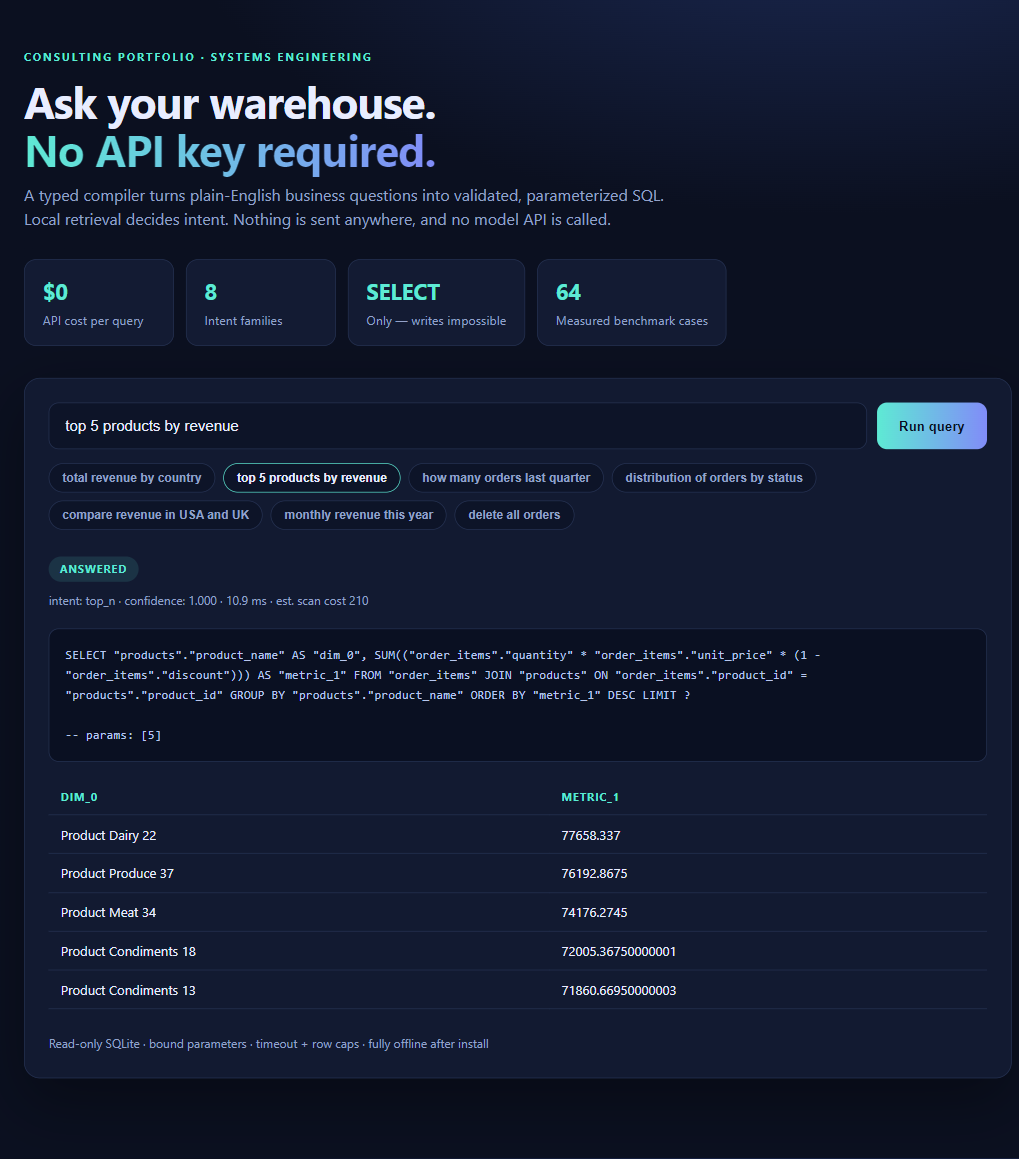 CONSULTING PORTFOLIO · SYSTEMS ENGINEERING
Ask your warehouse.
No API key required.
A typed compiler turns plain-English business questions into validated, parameterized SQL.
Local retrieval decides intent. Nothing is sent anywhere, and no model API is called.
$0
API cost per query
8
Intent families
SELECT
Only — writes impossible
64
Measured benchmark cases
top 5 products by revenue
Run query
total revenue by country
top 5 products by revenue
how many orders last quarter
distribution of orders by status
compare revenue in USA and UK
monthly revenue this year
delete all orders
ANSWERED
intent: top_n · confidence: 1.000 · 10.9 ms · est. scan cost 210
SELECT "products"."product_name" AS "dim_0", SUM(("order_items"."quantity" * "order_items"."unit_price" * (1 -
"order_items"."discount"))) AS "metric_1" FROM "order_items" JOIN "products" ON "order_items"."product_id" =
"products"."product_id" GROUP BY "products"."product_name" ORDER BY "metric_1" DESC LIMIT ?
-- params: [5]
DIM_0 METRIC_1
Product Dairy 22 77658.337
Product Produce 37 76192.8675
Product Meat 34 74176.2745
Product Condiments 18 72005.36750000001
Product Condiments 13 71860.66950000003
Read-only SQLite · bound parameters · timeout + row caps · fully offline after install